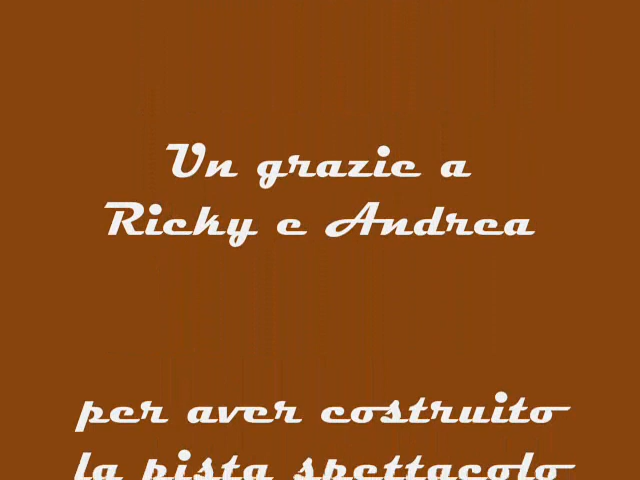 Un grazie a
Ricky e Andrea
per aver costruito
la pista spettacolo